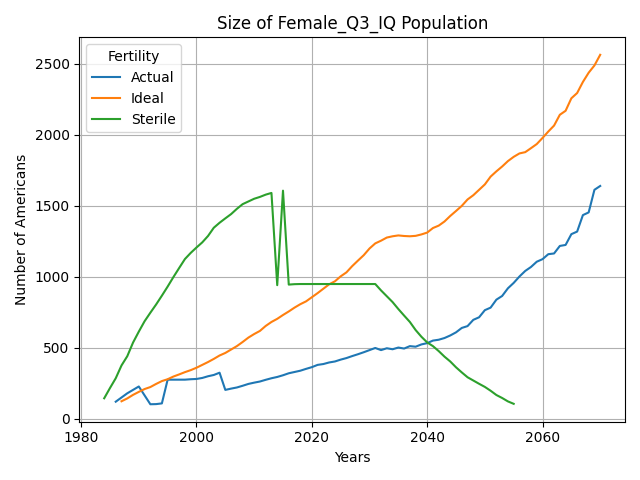 Size of Female_Q3_IQ Population
Fertility
Actual
Ideal
Sterile
Number of Americans
2500
2000
1500
1000
500
0
1980
2000
2020
2040
2060
Years